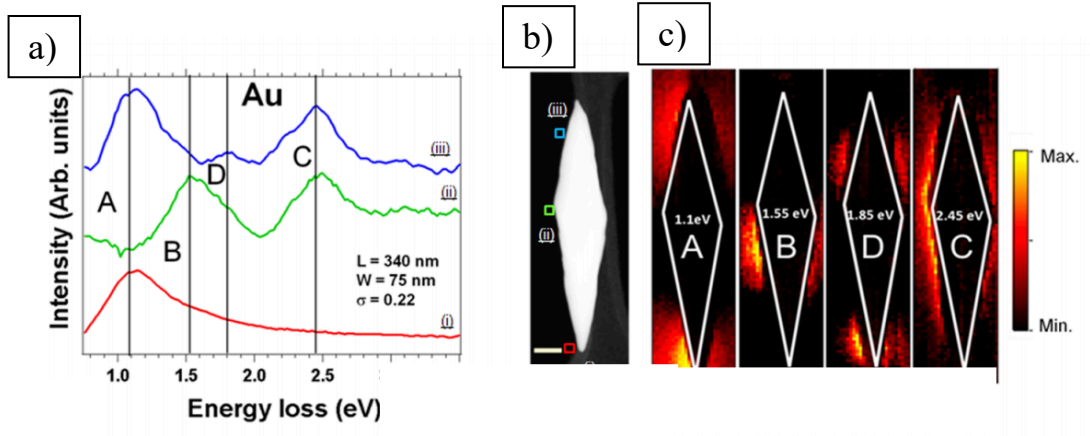 a)
Au
Intensity (Arb. units)
(iii)
(ii)
(i)
A
D
C
B
L = 340 nm
W = 75 nm
σ = 0.22
1.0
1.5
2.0
2.5
Energy loss (eV)
b)
(iii)
(ii)
c)
1.1eV
A
1.55 eV
B
1.85 eV
D
2.45 eV
C
Max.
Min.